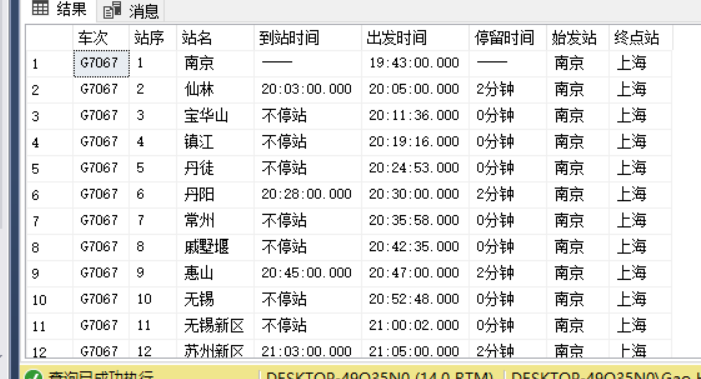 结果 消息
车次 站序 站名 到站时间 出发时间 停留时间 始发站 终点站
1 G7067 1 南京 —— 19:43:00.000 —— 南京 上海
2 G7067 2 仙林 20:03:00.000 20:05:00.000 2分钟 南京 上海
3 G7067 3 宝华山 不停站 20:11:36.000 0分钟 南京 上海
4 G7067 4 镇江 不停站 20:19:16.000 0分钟 南京 上海
5 G7067 5 丹徒 不停站 20:24:53.000 0分钟 南京 上海
6 G7067 6 丹阳 20:28:00.000 20:30:00.000 2分钟 南京 上海
7 G7067 7 常州 不停站 20:35:58.000 0分钟 南京 上海
8 G7067 8 戚墅堰 不停站 20:42:35.000 0分钟 南京 上海
9 G7067 9 惠山 20:45:00.000 20:47:00.000 2分钟 南京 上海
10 G7067 10 无锡 不停站 20:52:48.000 0分钟 南京 上海
11 G7067 11 无锡新区 不停站 21:00:02.000 0分钟 南京 上海
12 G7067 12 苏州新区 21:03:00.000 21:05:00.000 2分钟 南京 上海
查询已成功执行 DESKTOP-49O35N0 (14.0 RTM) DESKTOP-49O35N0\Gao